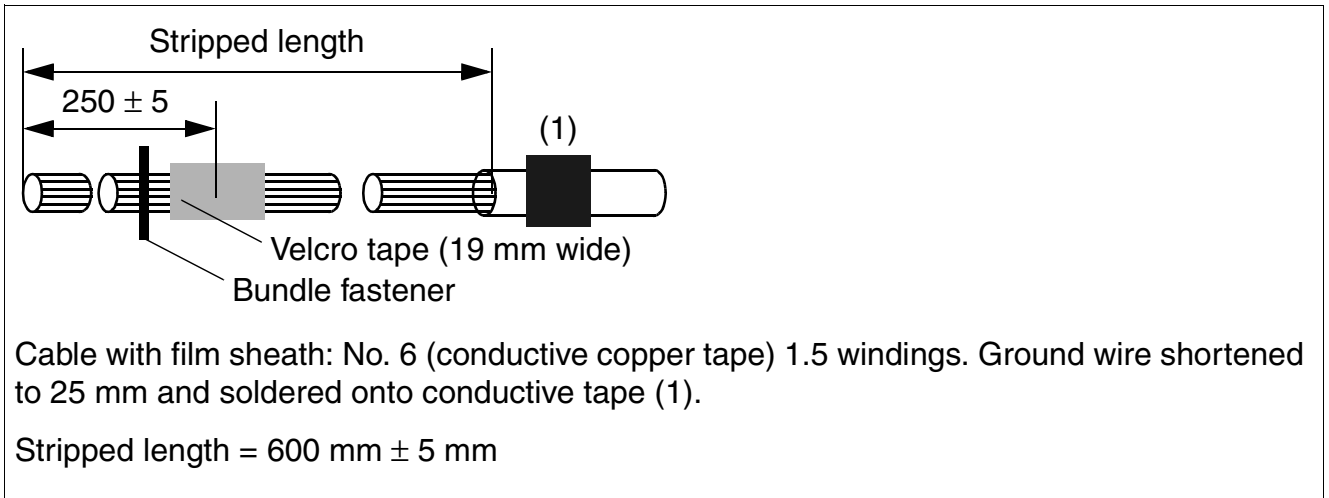 Stripped length
250 ± 5
(1)
Velcro tape (19 mm wide)
Bundle fastener
Cable with film sheath: No. 6 (conductive copper tape) 1.5 windings. Ground wire shortened
to 25 mm and soldered onto conductive tape (1).
Stripped length = 600 mm ± 5 mm